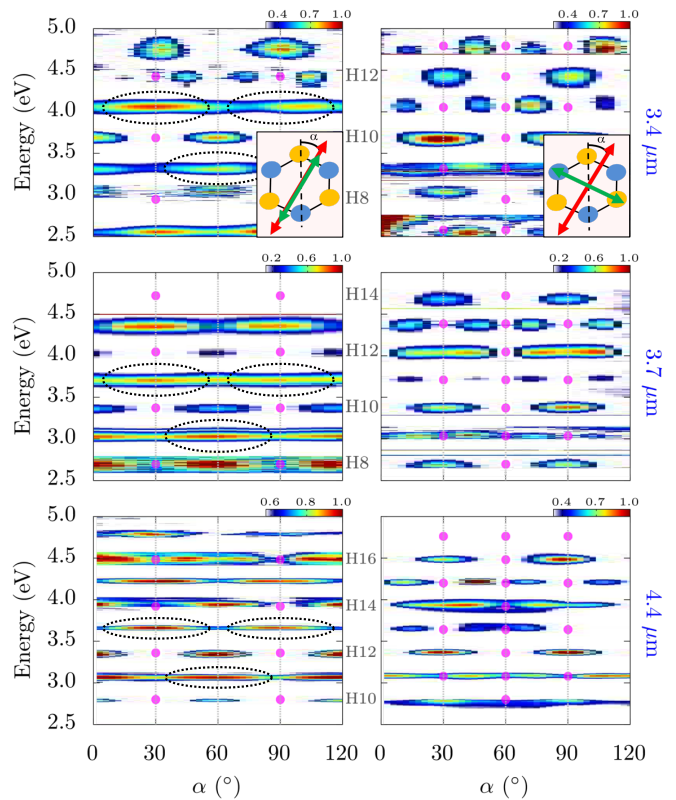 0.4 0.7 1.0 0.4 0.7 1.0
5.0
4.5
4.0
3.5
3.0
2.5
Energy (eV)
H12
H10
H8
α
α
3.4 μm
0.2 0.6 1.0 0.2 0.6 1.0
5.0
4.5
4.0
3.5
3.0
2.5
Energy (eV)
H14
H12
H10
H8
3.7 μm
0.6 0.8 1.0 0.4 0.7 1.0
5.0
4.5
4.0
3.5
3.0
2.5
Energy (eV)
H16
H14
H12
H10
4.4 μm
0 30 60 90 120 0 30 60 90 120
α (°) α (°)